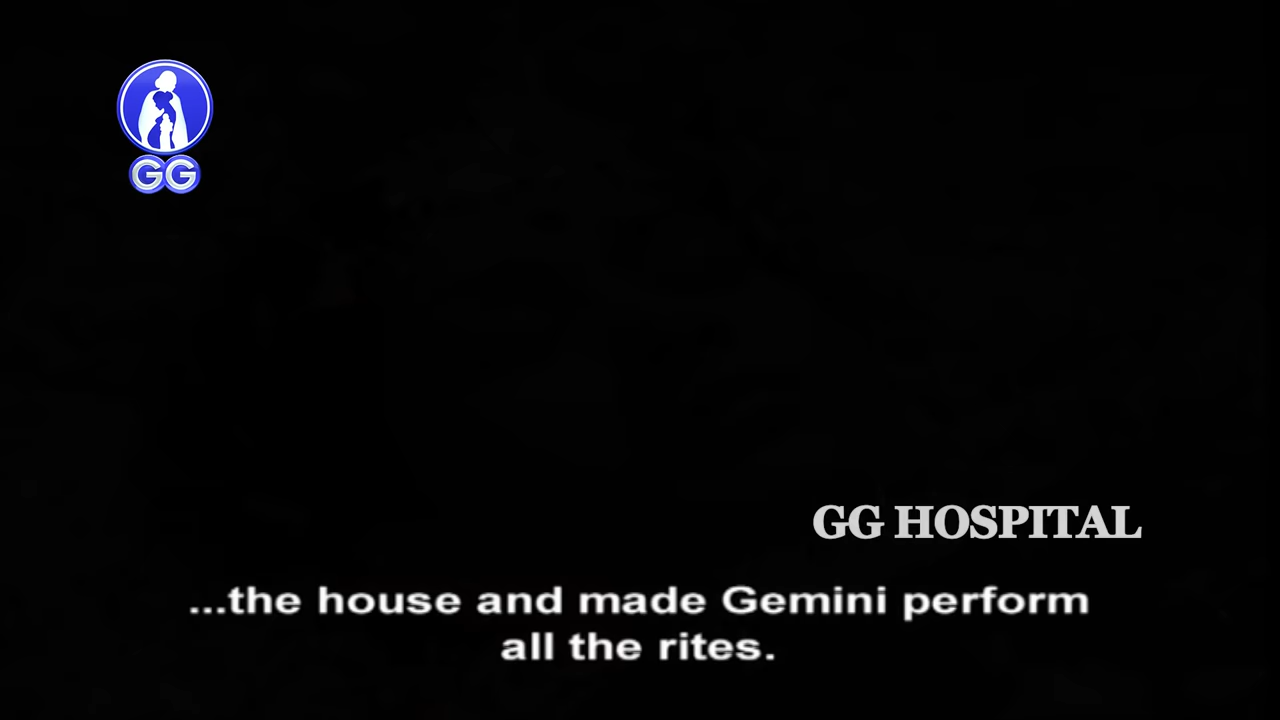 GG
GG HOSPITAL
...the house and made Gemini perform
all the rites.